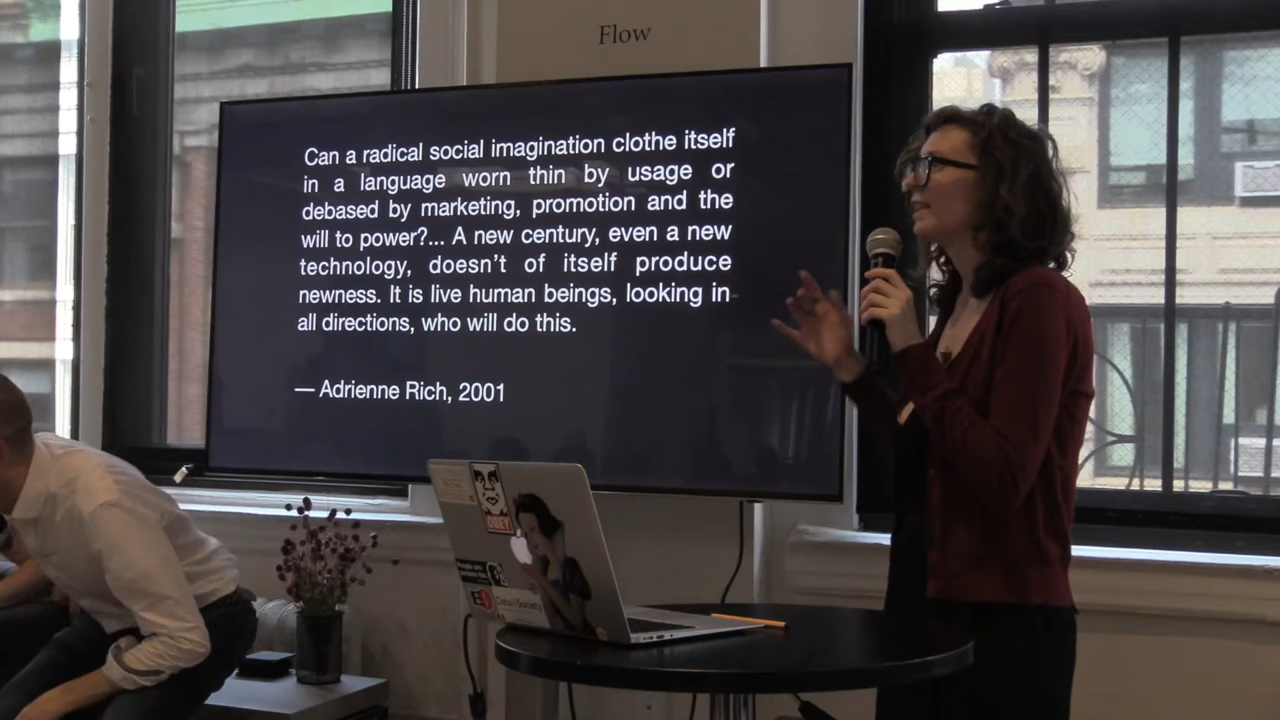 Flow
Can a radical social imagination clothe itself
in a language worn thin by usage or
debased by marketing, promotion and the
will to power?... A new century, even a new
technology, doesn’t of itself produce
newness. It is live human beings, looking in
all directions, who will do this.
— Adrienne Rich, 2001
OBEY
Data&Society